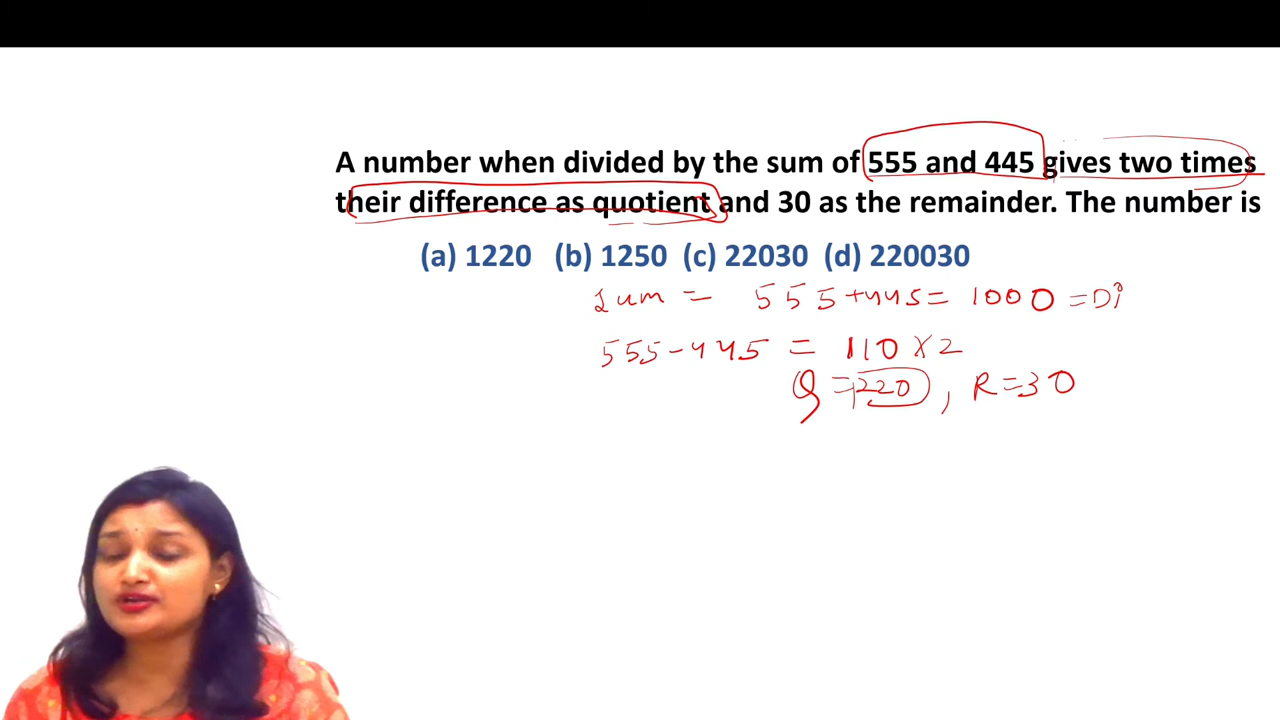 A number when divided by the sum of 555 and 445 gives two times
their difference as quotient and 30 as the remainder. The number is
(a) 1220 (b) 1250 (c) 22030 (d) 220030
Sum = 555+445= 1000 =Di
555-445 = 110 x 2
Q = 220, R=30